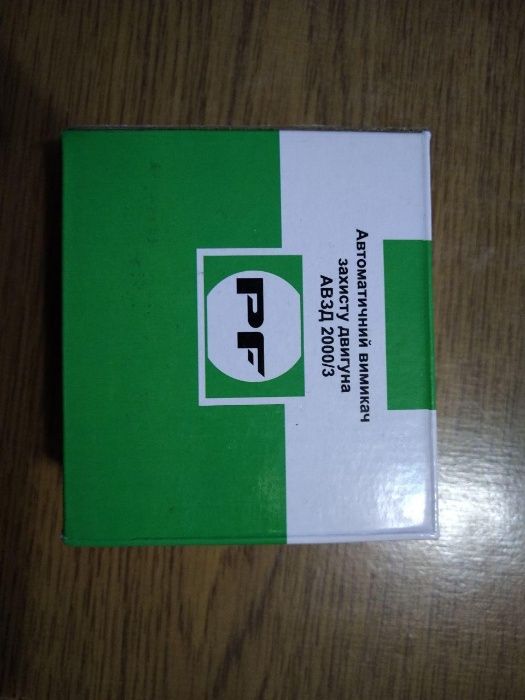 Автоматичний вимикач
захисту двигуна
АВЗД 2000/3
PF